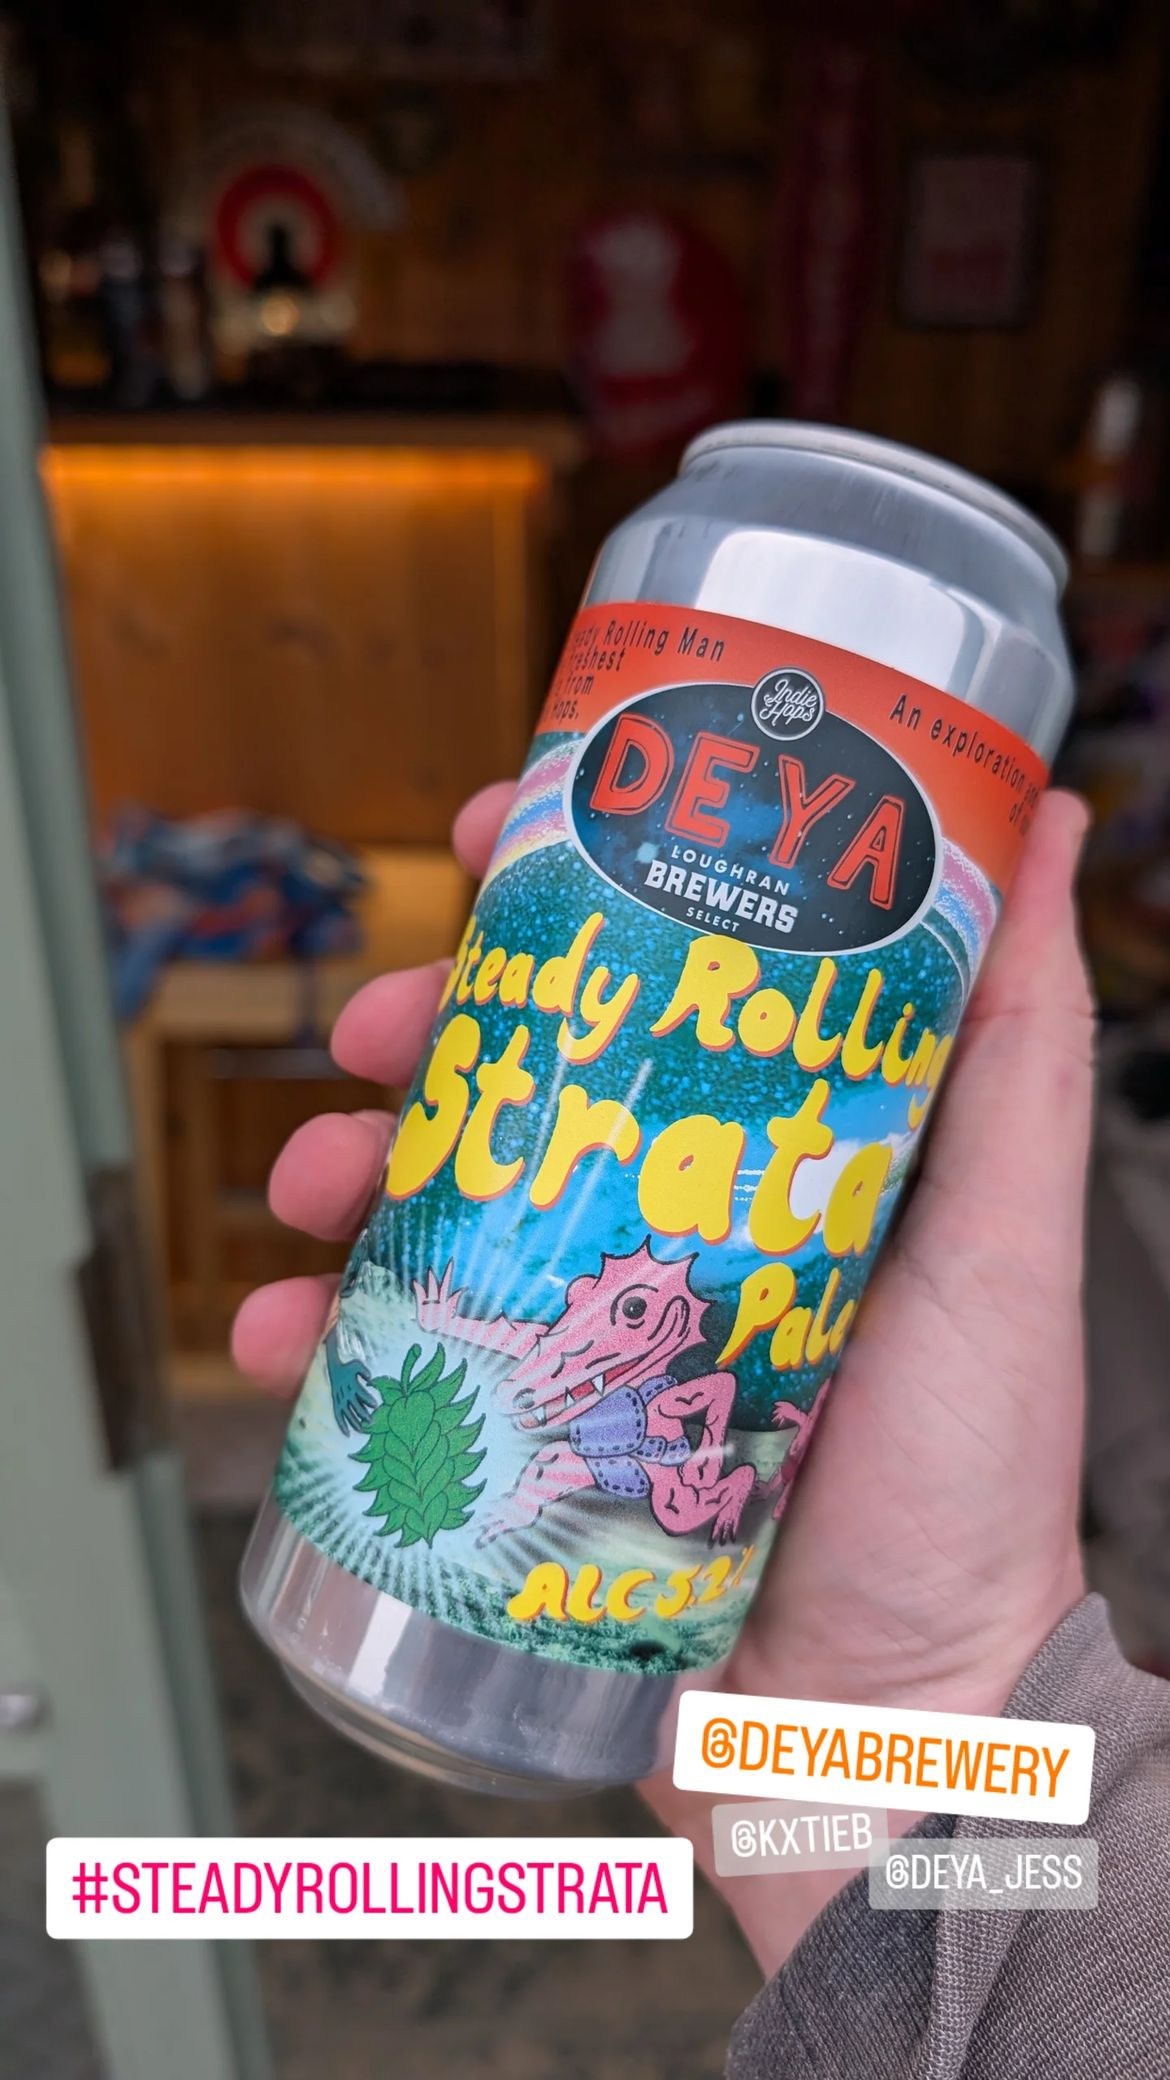 Rolling Man
freshest
from
Hops.
Indie
Hops
An exploration
of
DEYA
LOUGHRAN
BREWERS
SELECT
Steady Rolling
Strata
Pale
ALC 5.2%
@DEYABREWERY
@KXTIEB
@DEYA_JESS
#STEADYROLLINGSTRATA